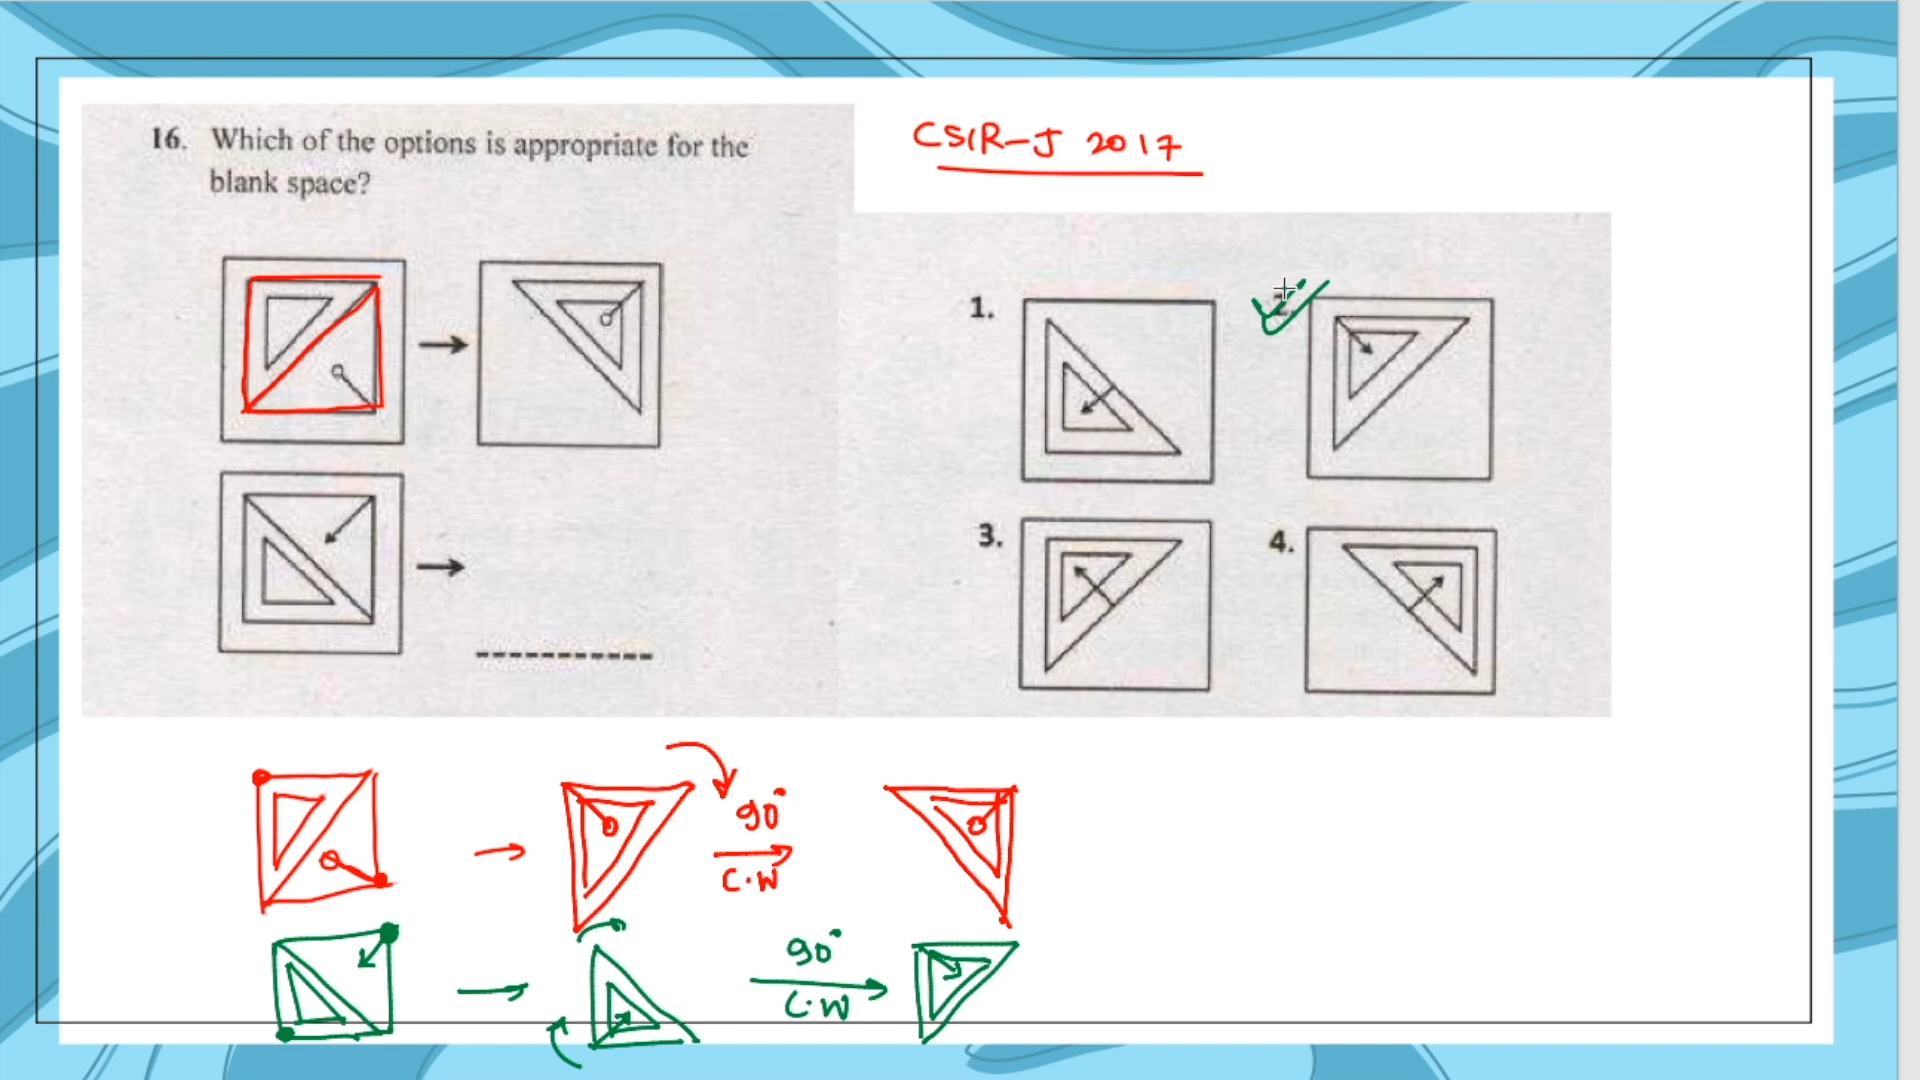 16. Which of the options is appropriate for the
blank space?
CSIR-J 2017
1.
2.
3.
4.
90°
C.W
90°
C.W